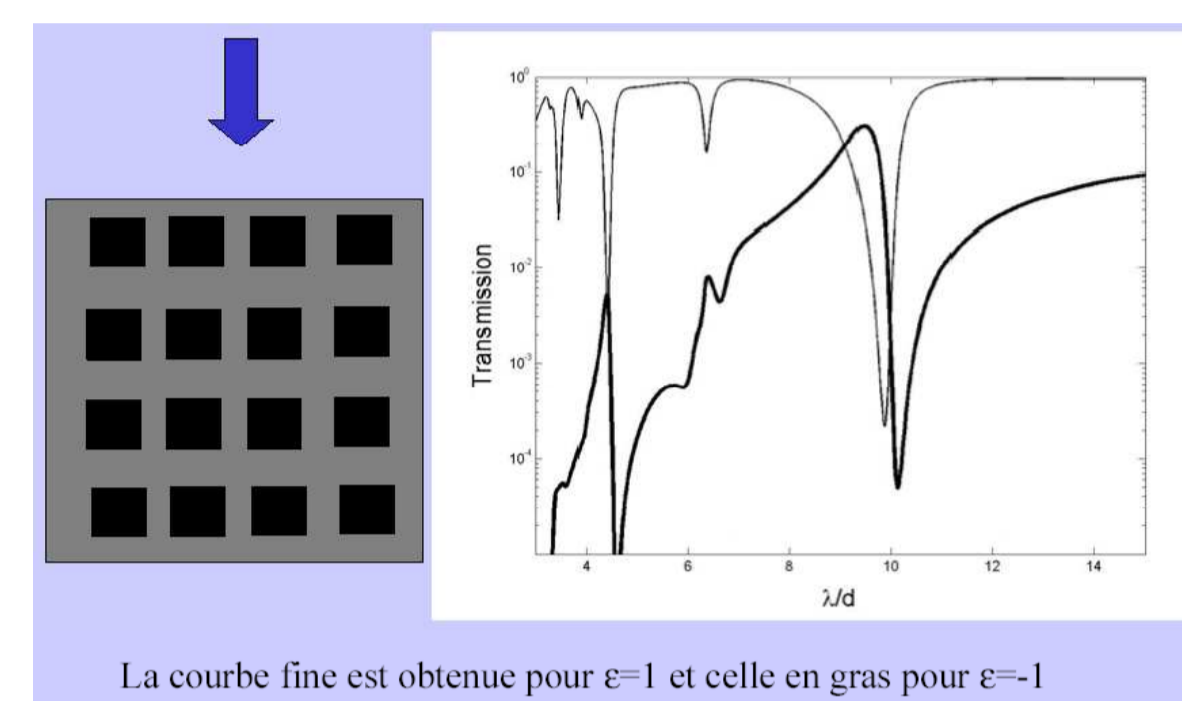 10⁰
10⁻¹
10⁻²
10⁻³
10⁻⁴
Transmission
4 6 8 10 12 14
λ/d
La courbe fine est obtenue pour ε=1 et celle en gras pour ε=-1